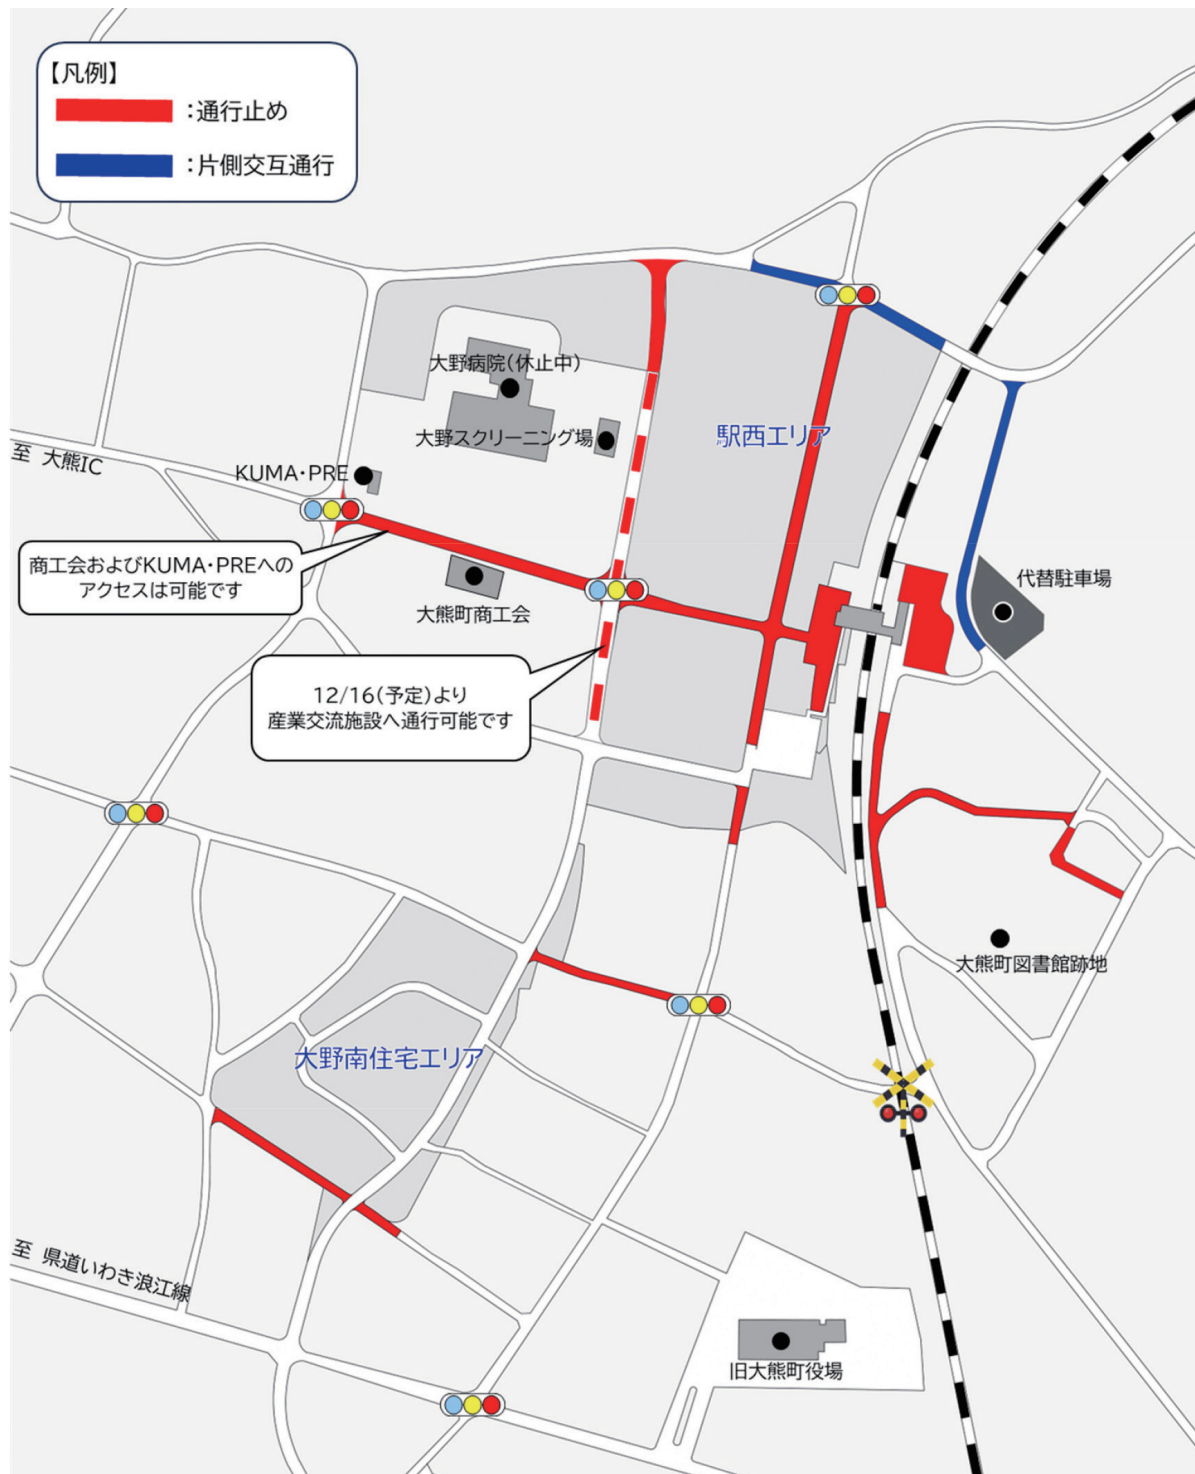 【凡例】
:通行止め
:片側交互通行
大野病院(休止中)
大野スクリーニング場
駅西エリア
至 大熊IC
KUMA・PRE
商工会およびKUMA・PREへの
アクセスは可能です
大熊町商工会
代替駐車場
12/16(予定)より
産業交流施設へ通行可能です
大熊町図書館跡地
大野南住宅エリア
至 県道いわき浪江線
旧大熊町役場